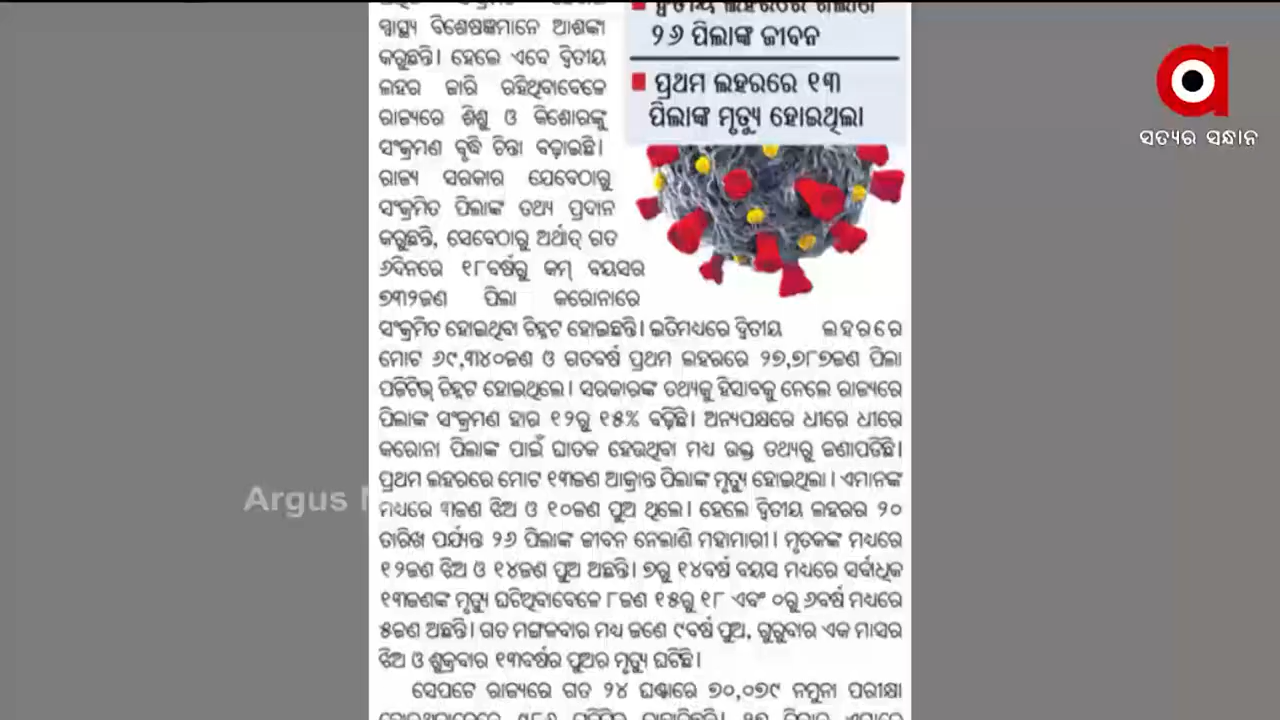 ସ୍ୱାସ୍ଥ୍ୟ ବିଶେଷଜ୍ଞମାନେ ଆଶଙ୍କା
କରୁଛନ୍ତି। ହେଲେ ଏବେ ଦ୍ୱିତୀୟ
ଲହର ଜାରି ରହିଥିବାବେଳେ
ରାଜ୍ୟରେ ଶିଶୁ ଓ କିଶୋରଙ୍କୁ
ସଂକ୍ରମଣ ବୃଦ୍ଧି ଚିନ୍ତା ବଢ଼ାଇଛି।
ରାଜ୍ୟ ସରକାର ଯେବେଠାରୁ
ସଂକ୍ରମିତ ପିଲାଙ୍କ ତଥ୍ୟ ପ୍ରଦାନ
କରୁଛନ୍ତି, ସେବେଠାରୁ ଅର୍ଥାତ୍ ଗତ
୬ଦିନରେ ୧୮ବର୍ଷରୁ କମ୍ ବୟସର
୭୩୨ଜଣ ପିଲା କରୋନାରେ
ସଂକ୍ରମିତ ହୋଇଥିବା ଚିହ୍ନଟ ହୋଇଛନ୍ତି। ଇତିମଧ୍ୟରେ ଦ୍ୱିତୀୟ ଲହରରେ
ମୋଟ ୬୯,୩୪୦ଜଣ ଓ ଗତବର୍ଷ ପ୍ରଥମ ଲହରରେ ୨୭,୭୮୭ଜଣ ପିଲା
ପଜିଟିଭ୍ ଚିହ୍ନଟ ହୋଇଥିଲେ। ସରକାରଙ୍କ ତଥ୍ୟକୁ ହିସାବକୁ ନେଲେ ରାଜ୍ୟରେ
ପିଲାଙ୍କ ସଂକ୍ରମଣ ହାର ୧୨ରୁ ୧୫% ବଢ଼ିଛି। ଅନ୍ୟପକ୍ଷରେ ଧୀରେ ଧୀରେ
କରୋନା ପିଲାଙ୍କ ପାଇଁ ଘାତକ ହେଉଥିବା ମଧ୍ୟ ଉକ୍ତ ତଥ୍ୟରୁ ଜଣାପଡିଛି।
ପ୍ରଥମ ଲହରରେ ମୋଟ ୧୩ଜଣ ଆକ୍ରାନ୍ତ ପିଲାଙ୍କ ମୃତ୍ୟୁ ହୋଇଥିଲା। ଏମାନଙ୍କ
ମଧ୍ୟରେ ୩ଜଣ ଝିଅ ଓ ୧୦ଜଣ ପୁଅ ଥିଲେ। ହେଲେ ଦ୍ୱିତୀୟ ଲହରର ୨୦
ତାରିଖ ପର୍ଯ୍ୟନ୍ତ ୨୬ ପିଲାଙ୍କ ଜୀବନ ନେଲାଣି ମହାମାରୀ। ମୃତକଙ୍କ ମଧ୍ୟରେ
୧୨ଜଣ ଝିଅ ଓ ୧୪ଜଣ ପୁଅ ଅଛନ୍ତି। ୭ରୁ ୧୪ବର୍ଷ ବୟସ ମଧ୍ୟରେ ସର୍ବାଧିକ
୧୩ଜଣଙ୍କ ମୃତ୍ୟୁ ଘଟିଥିବାବେଳେ ୮ଜଣ ୧୫ରୁ ୧୮ ଏବଂ ୦ରୁ ୬ବର୍ଷ ମଧ୍ୟରେ
୫ଜଣ ଅଛନ୍ତି। ଗତ ମଙ୍ଗଳବାର ମଧ୍ୟ ଜଣେ ୯ବର୍ଷ ପୁଅ, ଗୁରୁବାର ଏକ ମାସର
ଝିଅ ଓ ଶୁକ୍ରବାର ୧୩ବର୍ଷର ପୁଅର ମୃତ୍ୟୁ ଘଟିଛି।
ସେପଟେ ରାଜ୍ୟରେ ଗତ ୨୪ ଘଣ୍ଟାରେ ୭୦,୦୭୯ ନମୁନା ପରୀକ୍ଷା
ଦ୍ୱିତୀୟ ଲହରରେ
୨୬ ପିଲାଙ୍କ ଜୀବନ
ପ୍ରଥମ ଲହରରେ ୧୩
ପିଲାଙ୍କ ମୃତ୍ୟୁ ହୋଇଥିଲା
a
ସତ୍ୟର ସନ୍ଧାନ
Argus